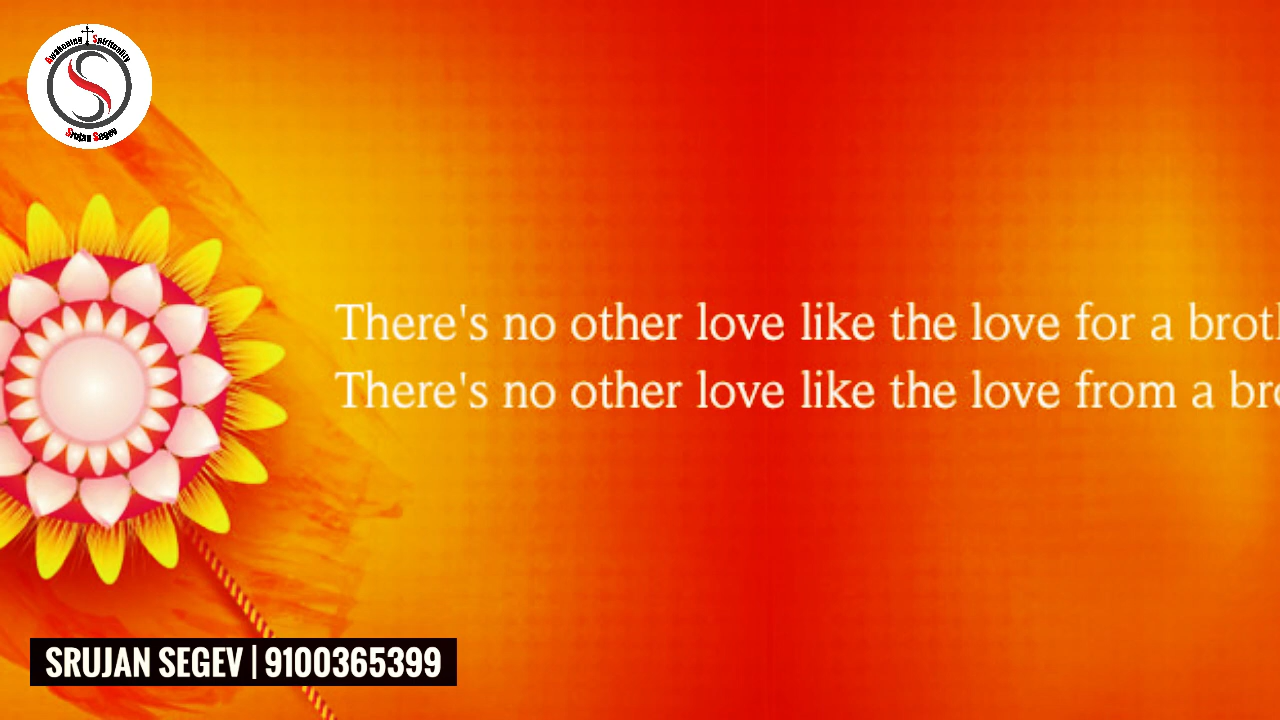 Awakening Spirituality
Srujan Segev
There's no other love like the love for a brot
There's no other love like the love from a bro
SRUJAN SEGEV | 9100365399